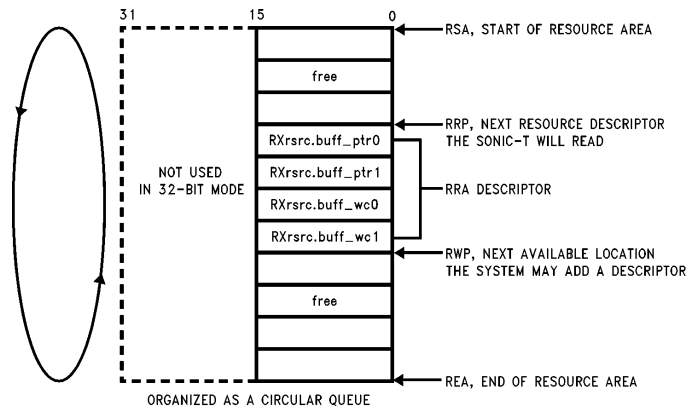 31 15 0
RSA, START OF RESOURCE AREA
free
RRP, NEXT RESOURCE DESCRIPTOR
THE SONIC-T WILL READ
RXrsrc.buff_ptr0
NOT USED
IN 32-BIT MODE
RXrsrc.buff_ptr1
RRA DESCRIPTOR
RXrsrc.buff_wc0
RXrsrc.buff_wc1
RWP, NEXT AVAILABLE LOCATION
THE SYSTEM MAY ADD A DESCRIPTOR
free
REA, END OF RESOURCE AREA
ORGANIZED AS A CIRCULAR QUEUE